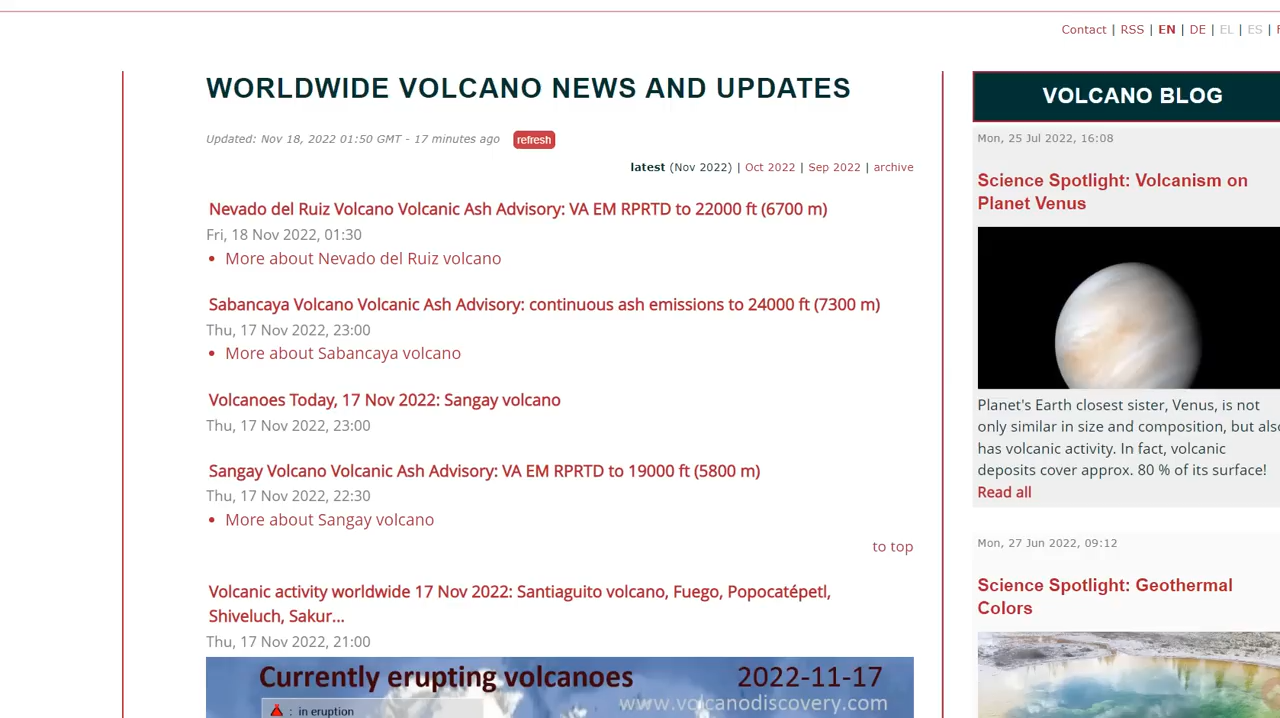 Contact | RSS | EN | DE | EL | ES |
WORLDWIDE VOLCANO NEWS AND UPDATES
Updated: Nov 18, 2022 01:50 GMT - 17 minutes ago refresh
latest (Nov 2022) | Oct 2022 | Sep 2022 | archive
Nevado del Ruiz Volcano Volcanic Ash Advisory: VA EM RPRTD to 22000 ft (6700 m)
Fri, 18 Nov 2022, 01:30
• More about Nevado del Ruiz volcano
Sabancaya Volcano Volcanic Ash Advisory: continuous ash emissions to 24000 ft (7300 m)
Thu, 17 Nov 2022, 23:00
• More about Sabancaya volcano
Volcanoes Today, 17 Nov 2022: Sangay volcano
Thu, 17 Nov 2022, 23:00
Sangay Volcano Volcanic Ash Advisory: VA EM RPRTD to 19000 ft (5800 m)
Thu, 17 Nov 2022, 22:30
• More about Sangay volcano
to top
Volcanic activity worldwide 17 Nov 2022: Santiaguito volcano, Fuego, Popocatépetl,
Shiveluch, Sakur...
Thu, 17 Nov 2022, 21:00
Currently erupting volcanoes 2022-11-17
www.volcanodiscovery.com
: in eruption
VOLCANO BLOG
Mon, 25 Jul 2022, 16:08
Science Spotlight: Volcanism on
Planet Venus
Planet's Earth closest sister, Venus, is not
only similar in size and composition, but also
has volcanic activity. In fact, volcanic
deposits cover approx. 80 % of its surface!
Read all
Mon, 27 Jun 2022, 09:12
Science Spotlight: Geothermal
Colors